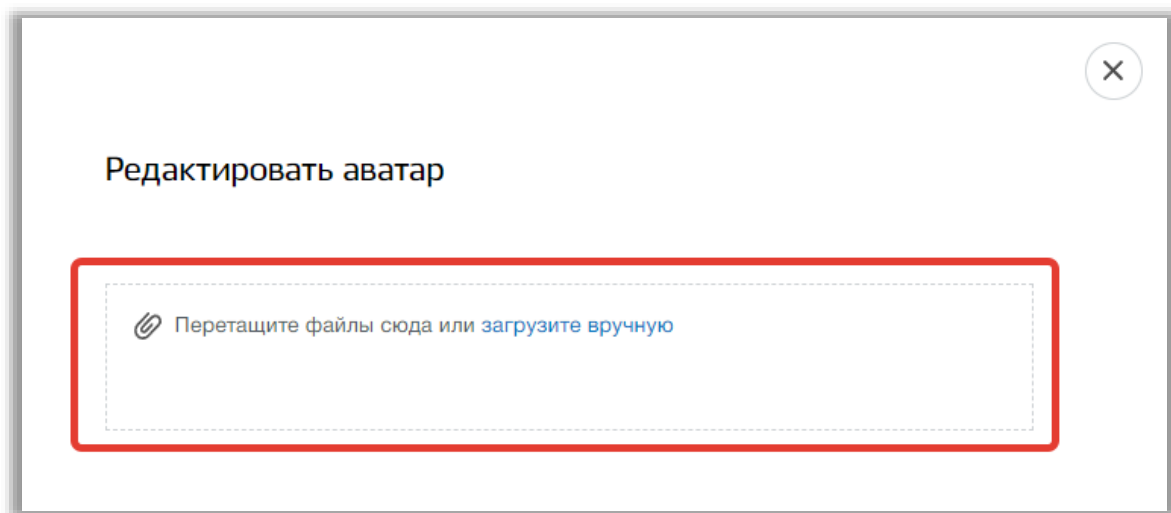 Редактировать аватар
Перетащите файлы сюда или загрузите вручную